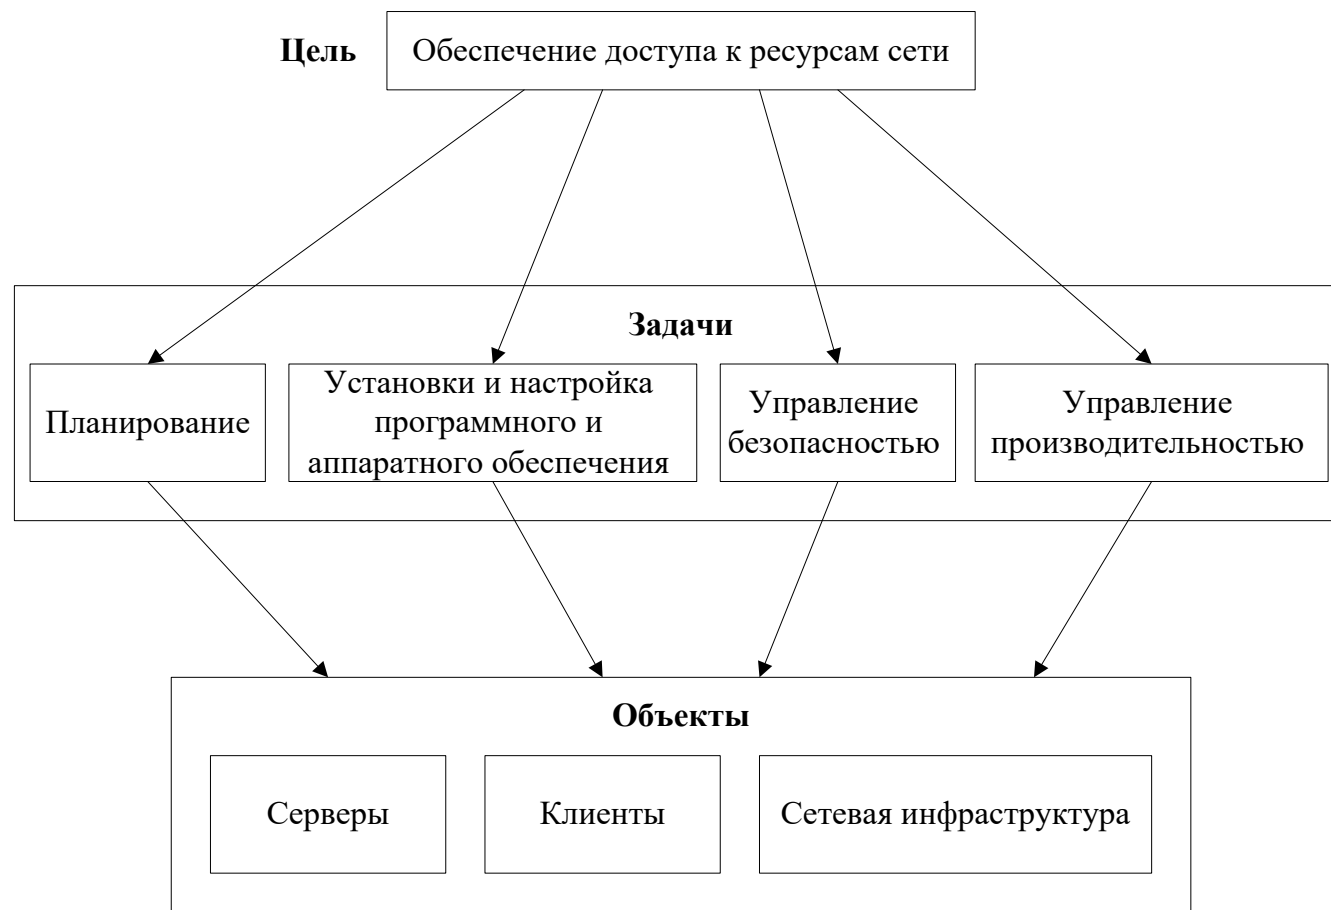 Цель
Обеспечение доступа к ресурсам сети
Задачи
Планирование
Установки и настройка
программного и
аппаратного обеспечения
Управление
безопасностью
Управление
производительностью
Объекты
Серверы
Клиенты
Сетевая инфраструктура